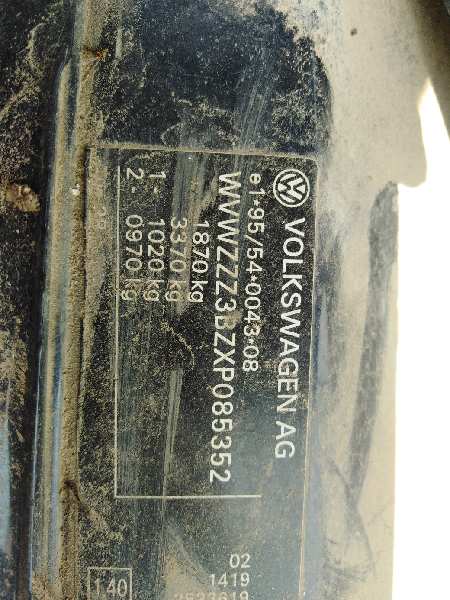 VOLKSWAGEN AG
e1*95/54*0043*08
WVWZZZ3BZXP085352
1870 kg
3370 kg
1- 1020 kg
2- 0970 kg
02
1419
140